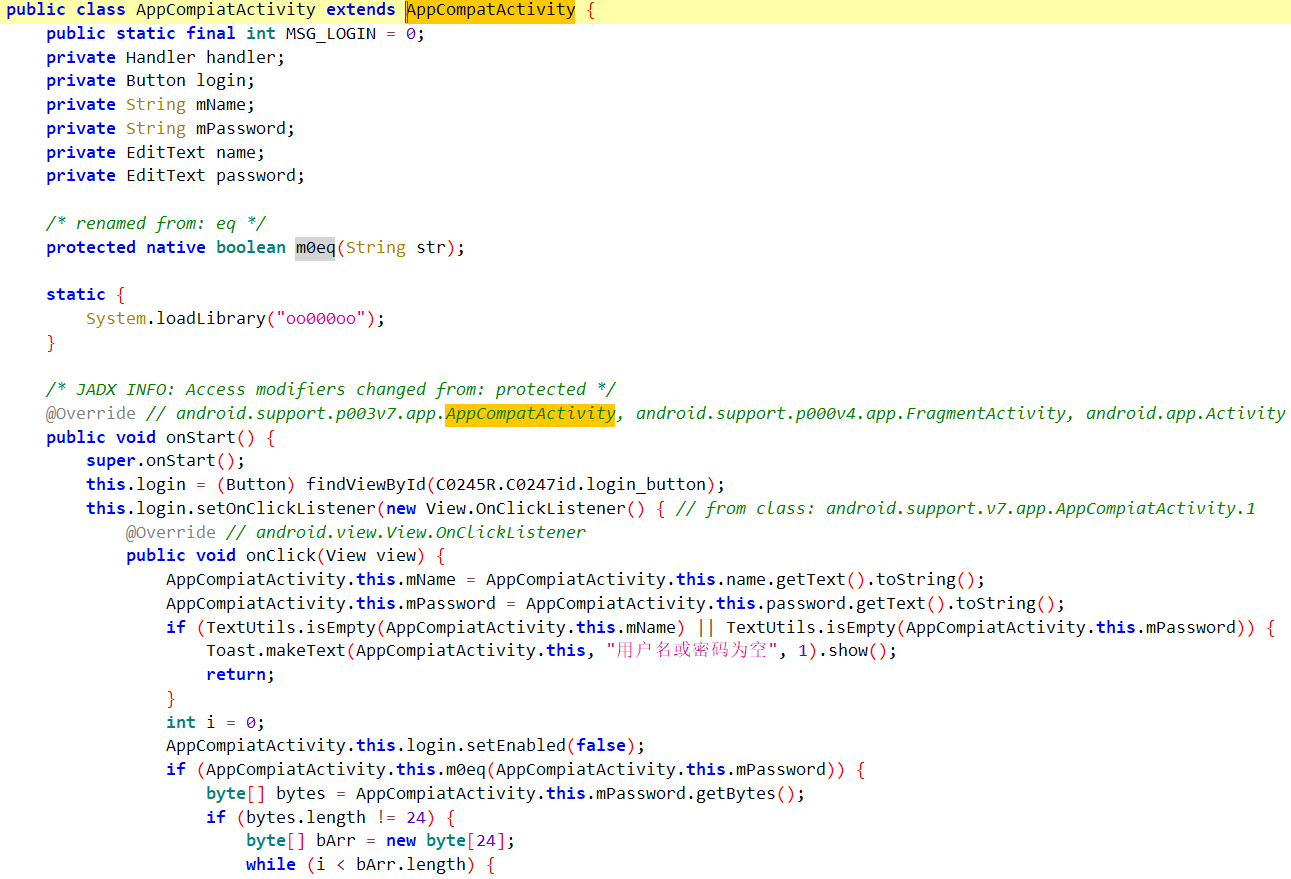 public class AppCompiatActivity extends AppCompatActivity {
    public static final int MSG_LOGIN = 0;
    private Handler handler;
    private Button login;
    private String mName;
    private String mPassword;
    private EditText name;
    private EditText password;

    /* renamed from: eq */
    protected native boolean m0eq(String str);

    static {
        System.loadLibrary("oo000oo");
    }

    /* JADX INFO: Access modifiers changed from: protected */
    @Override // android.support.p003v7.app.AppCompatActivity, android.support.p000v4.app.FragmentActivity, android.app.Activity
    public void onStart() {
        super.onStart();
        this.login = (Button) findViewById(C0245R.C0247id.login_button);
        this.login.setOnClickListener(new View.OnClickListener() { // from class: android.support.v7.app.AppCompiatActivity.1
            @Override // android.view.View.OnClickListener
            public void onClick(View view) {
                AppCompiatActivity.this.mName = AppCompiatActivity.this.name.getText().toString();
                AppCompiatActivity.this.mPassword = AppCompiatActivity.this.password.getText().toString();
                if (TextUtils.isEmpty(AppCompiatActivity.this.mName) || TextUtils.isEmpty(AppCompiatActivity.this.mPassword)) {
                    Toast.makeText(AppCompiatActivity.this, "用户名或密码为空", 1).show();
                    return;
                }
                int i = 0;
                AppCompiatActivity.this.login.setEnabled(false);
                if (AppCompiatActivity.this.m0eq(AppCompiatActivity.this.mPassword)) {
                    byte[] bytes = AppCompiatActivity.this.mPassword.getBytes();
                    if (bytes.length != 24) {
                        byte[] bArr = new byte[24];
                        while (i < bArr.length) {